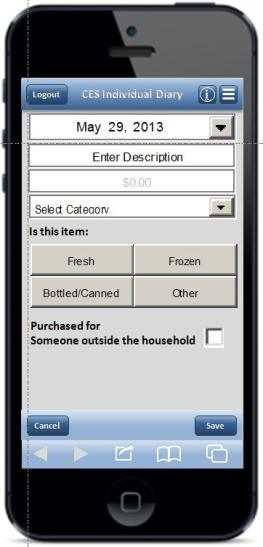 Logout CES Individual Diary
May 29, 2013
Enter Description
$0.00
Select Category
Is this item:
Fresh Frozen
Bottled/Canned Other
Purchased for
Someone outside the household
Cancel Save